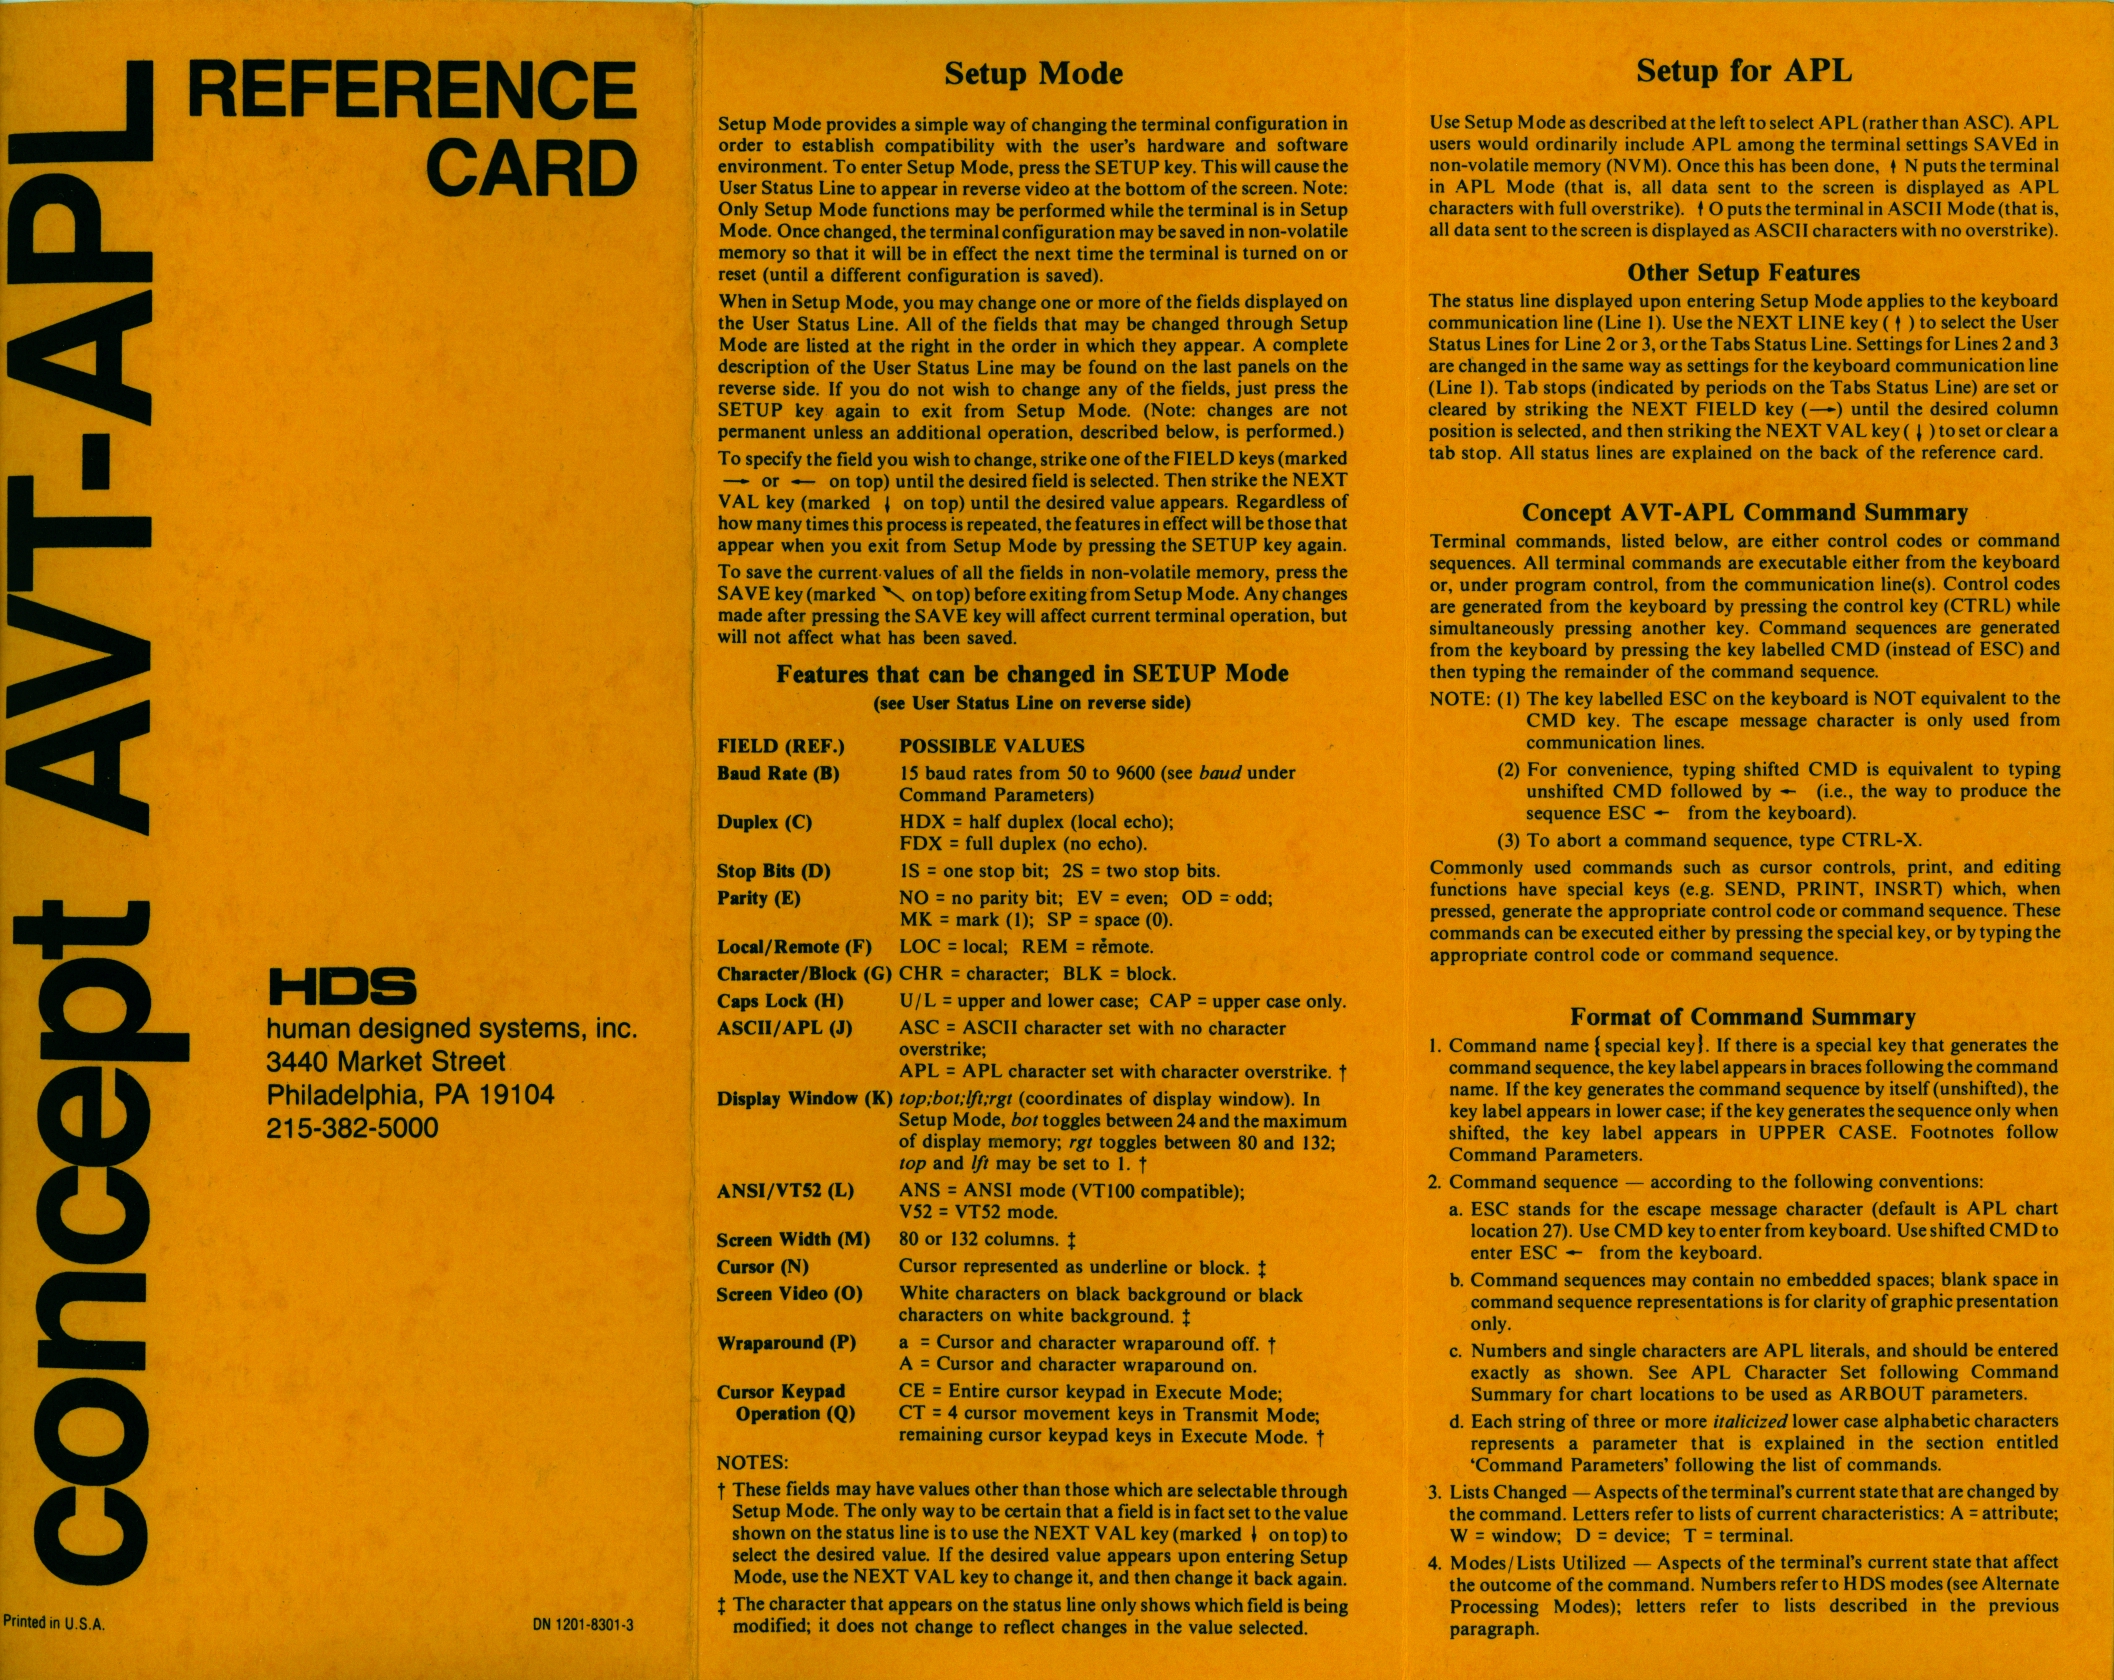 concept AVT-APL
REFERENCE
CARD
HDS
human designed systems, inc.
3440 Market Street
Philadelphia, PA 19104
215-382-5000
Printed in U.S.A.
DN 1201-8301-3
Setup Mode
Setup Mode provides a simple way of changing the terminal configuration in
order to establish compatibility with the user's hardware and software
environment. To enter Setup Mode, press the SETUP key. This will cause the
User Status Line to appear in reverse video at the bottom of the screen. Note:
Only Setup Mode functions may be performed while the terminal is in Setup
Mode. Once changed, the terminal configuration may be saved in non-volatile
memory so that it will be in effect the next time the terminal is turned on or
reset (until a different configuration is saved).
When in Setup Mode, you may change one or more of the fields displayed on
the User Status Line. All of the fields that may be changed through Setup
Mode are listed at the right in the order in which they appear. A complete
description of the User Status Line may be found on the last panels on the
reverse side. If you do not wish to change any of the fields, just press the
SETUP key again to exit from Setup Mode. (Note: changes are not
permanent unless an additional operation, described below, is performed.)
To specify the field you wish to change, strike one of the FIELD keys (marked
→ or ← on top) until the desired field is selected. Then strike the NEXT
VAL key (marked ↓ on top) until the desired value appears. Regardless of
how many times this process is repeated, the features in effect will be those that
appear when you exit from Setup Mode by pressing the SETUP key again.
To save the current values of all the fields in non-volatile memory, press the
SAVE key (marked ↖ on top) before exiting from Setup Mode. Any changes
made after pressing the SAVE key will affect current terminal operation, but
will not affect what has been saved.
Features that can be changed in SETUP Mode
(see User Status Line on reverse side)
FIELD (REF.) POSSIBLE VALUES
Baud Rate (B) 15 baud rates from 50 to 9600 (see baud under
Command Parameters)
Duplex (C) HDX = half duplex (local echo);
FDX = full duplex (no echo).
Stop Bits (D) 1S = one stop bit; 2S = two stop bits.
Parity (E) NO = no parity bit; EV = even; OD = odd;
MK = mark (1); SP = space (0).
Local/Remote (F) LOC = local; REM = remote.
Character/Block (G) CHR = character; BLK = block.
Caps Lock (H) U/L = upper and lower case; CAP = upper case only.
ASCII/APL (J) ASC = ASCII character set with no character
overstrike;
APL = APL character set with character overstrike. †
Display Window (K) top;bot;lft;rgt (coordinates of display window). In
Setup Mode, bot toggles between 24 and the maximum
of display memory; rgt toggles between 80 and 132;
top and lft may be set to 1. †
ANSI/VT52 (L) ANS = ANSI mode (VT100 compatible);
V52 = VT52 mode.
Screen Width (M) 80 or 132 columns. ‡
Cursor (N) Cursor represented as underline or block. ‡
Screen Video (O) White characters on black background or black
characters on white background. ‡
Wraparound (P) a = Cursor and character wraparound off. †
A = Cursor and character wraparound on.
Cursor Keypad CE = Entire cursor keypad in Execute Mode;
Operation (Q) CT = 4 cursor movement keys in Transmit Mode;
remaining cursor keypad keys in Execute Mode. †
NOTES:
† These fields may have values other than those which are selectable through
Setup Mode. The only way to be certain that a field is in fact set to the value
shown on the status line is to use the NEXT VAL key (marked ↓ on top) to
select the desired value. If the desired value appears upon entering Setup
Mode, use the NEXT VAL key to change it, and then change it back again.
‡ The character that appears on the status line only shows which field is being
modified; it does not change to reflect changes in the value selected.
Setup for APL
Use Setup Mode as described at the left to select APL (rather than ASC). APL
users would ordinarily include APL among the terminal settings SAVEd in
non-volatile memory (NVM). Once this has been done, ↑ N puts the terminal
in APL Mode (that is, all data sent to the screen is displayed as APL
characters with full overstrike). ↑ O puts the terminal in ASCII Mode (that is,
all data sent to the screen is displayed as ASCII characters with no overstrike).
Other Setup Features
The status line displayed upon entering Setup Mode applies to the keyboard
communication line (Line 1). Use the NEXT LINE key ( ↑ ) to select the User
Status Lines for Line 2 or 3, or the Tabs Status Line. Settings for Lines 2 and 3
are changed in the same way as settings for the keyboard communication line
(Line 1). Tab stops (indicated by periods on the Tabs Status Line) are set or
cleared by striking the NEXT FIELD key (→) until the desired column
position is selected, and then striking the NEXT VAL key ( ↓ ) to set or clear a
tab stop. All status lines are explained on the back of the reference card.
Concept AVT-APL Command Summary
Terminal commands, listed below, are either control codes or command
sequences. All terminal commands are executable either from the keyboard
or, under program control, from the communication line(s). Control codes
are generated from the keyboard by pressing the control key (CTRL) while
simultaneously pressing another key. Command sequences are generated
from the keyboard by pressing the key labelled CMD (instead of ESC) and
then typing the remainder of the command sequence.
NOTE: (1) The key labelled ESC on the keyboard is NOT equivalent to the
CMD key. The escape message character is only used from
communication lines.
(2) For convenience, typing shifted CMD is equivalent to typing
unshifted CMD followed by ← (i.e., the way to produce the
sequence ESC ← from the keyboard).
(3) To abort a command sequence, type CTRL-X.
Commonly used commands such as cursor controls, print, and editing
functions have special keys (e.g. SEND, PRINT, INSRT) which, when
pressed, generate the appropriate control code or command sequence. These
commands can be executed either by pressing the special key, or by typing the
appropriate control code or command sequence.
Format of Command Summary
1. Command name {special key}. If there is a special key that generates the
command sequence, the key label appears in braces following the command
name. If the key generates the command sequence by itself (unshifted), the
key label appears in lower case; if the key generates the sequence only when
shifted, the key label appears in UPPER CASE. Footnotes follow
Command Parameters.
2. Command sequence — according to the following conventions:
a. ESC stands for the escape message character (default is APL chart
location 27). Use CMD key to enter from keyboard. Use shifted CMD to
enter ESC ← from the keyboard.
b. Command sequences may contain no embedded spaces; blank space in
command sequence representations is for clarity of graphic presentation
only.
c. Numbers and single characters are APL literals, and should be entered
exactly as shown. See APL Character Set following Command
Summary for chart locations to be used as ARBOUT parameters.
d. Each string of three or more italicized lower case alphabetic characters
represents a parameter that is explained in the section entitled
‘Command Parameters’ following the list of commands.
3. Lists Changed — Aspects of the terminal's current state that are changed by
the command. Letters refer to lists of current characteristics: A = attribute;
W = window; D = device; T = terminal.
4. Modes/Lists Utilized — Aspects of the terminal's current state that affect
the outcome of the command. Numbers refer to HDS modes (see Alternate
Processing Modes); letters refer to lists described in the previous
paragraph.